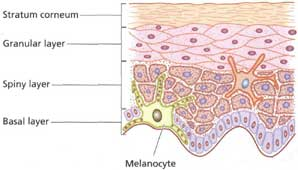 Stratum corneum
Granular layer
Spiny layer
Basal layer
Melanocyte